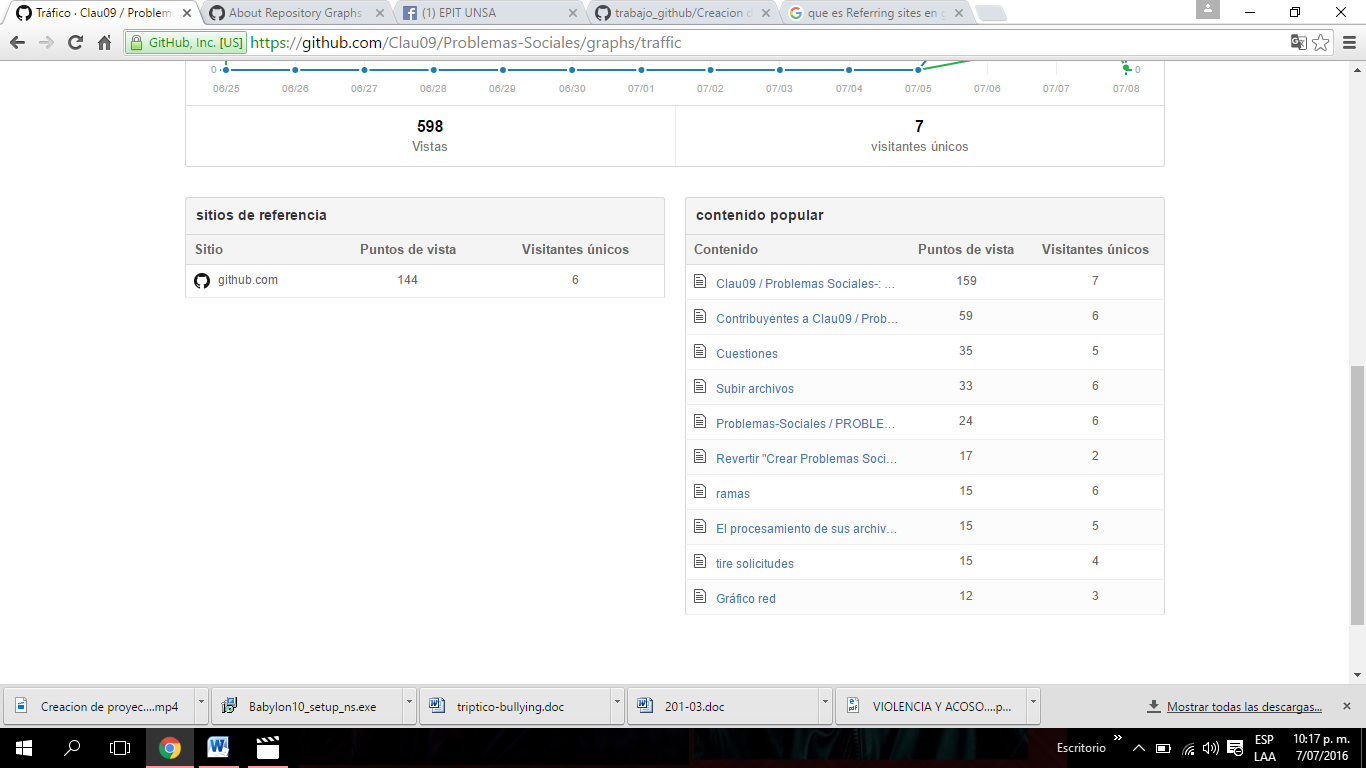 Tráfico · Clau09 / Problem
About Repository Graphs
(1) EPIT UNSA
trabajo_github/Creacion d
que es Referring sites en g
GitHub, Inc. [US] https://github.com/Clau09/Problemas-Sociales/graphs/traffic
0 0
06/25 06/26 06/27 06/28 06/29 06/30 07/01 07/02 07/03 07/04 07/05 07/06 07/07 07/08
598 7
Vistas visitantes únicos
sitios de referencia
Sitio Puntos de vista Visitantes únicos
github.com 144 6
contenido popular
Contenido Puntos de vista Visitantes únicos
Clau09 / Problemas Sociales-: ... 159 7
Contribuyentes a Clau09 / Prob... 59 6
Cuestiones 35 5
Subir archivos 33 6
Problemas-Sociales / PROBLE... 24 6
Revertir "Crear Problemas Soci... 17 2
ramas 15 6
El procesamiento de sus archiv... 15 5
tire solicitudes 15 4
Gráfico red 12 3
Creacion de proyec....mp4
Babylon10_setup_ns.exe
triptico-bullying.doc
201-03.doc
VIOLENCIA Y ACOSO....p...
Mostrar todas las descargas...
Escritorio
ESP
LAA
10:17 p. m.
7/07/2016